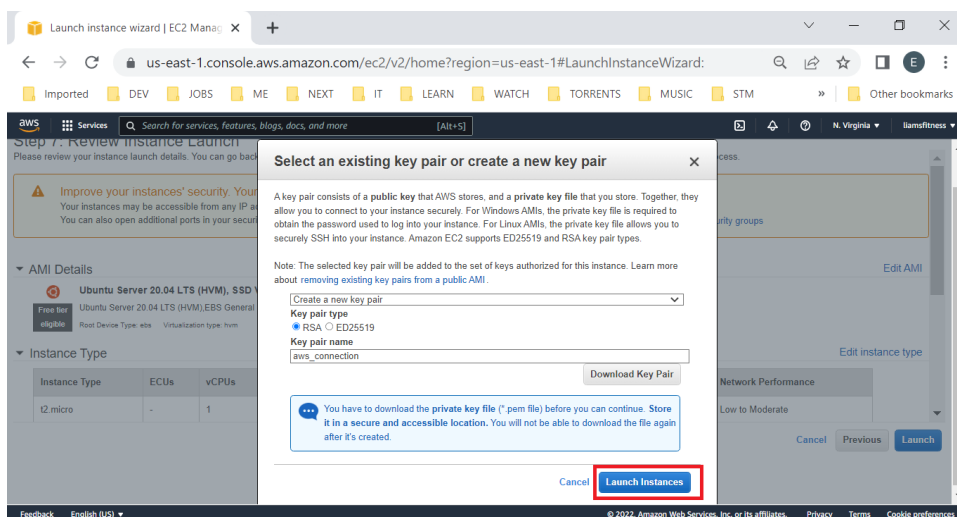 Launch instance wizard | EC2 Manag
us-east-1.console.aws.amazon.com/ec2/v2/home?region=us-east-1#LaunchInstanceWizard:
E
Imported DEV JOBS ME NEXT IT LEARN WATCH TORRENTS MUSIC STM » Other bookmarks
aws Services Search for services, features, blogs, docs, and more [Alt+S] N. Virginia liamsfitness
Step 7: Review Instance Launch
Please review your instance launch details. You can go back
cess.
Select an existing key pair or create a new key pair
Improve your instances' security. Your
Your instances may be accessible from any IP
You can also open additional ports in your securi
urity groups
A key pair consists of a public key that AWS stores, and a private key file that you store. Together, they
allow you to connect to your instance securely. For Windows AMIs, the private key file is required to
obtain the password used to log into your instance. For Linux AMIs, the private key file allows you to
securely SSH into your instance. Amazon EC2 supports ED25519 and RSA key pair types.
Note: The selected key pair will be added to the set of keys authorized for this instance. Learn more
about removing existing key pairs from a public AMI.
AMI Details Edit AMI
Ubuntu Server 20.04 LTS (HVM), SSD V
Free tier
eligible
Ubuntu Server 20.04 LTS (HVM),EBS General
Root Device Type: ebs Virtualization type: hvm
Create a new key pair
Key pair type
RSA ED25519
Key pair name
aws_connection
Download Key Pair
Instance Type Edit instance type
Instance Type ECUs vCPUs Network Performance
t2.micro - 1 Low to Moderate
You have to download the private key file (*.pem file) before you can continue. Store
it in a secure and accessible location. You will not be able to download the file again
after it's created.
Cancel Previous Launch
Cancel Launch Instances
Feedback English (US) © 2022, Amazon Web Services, Inc. or its affiliates. Privacy Terms Cookie preferences